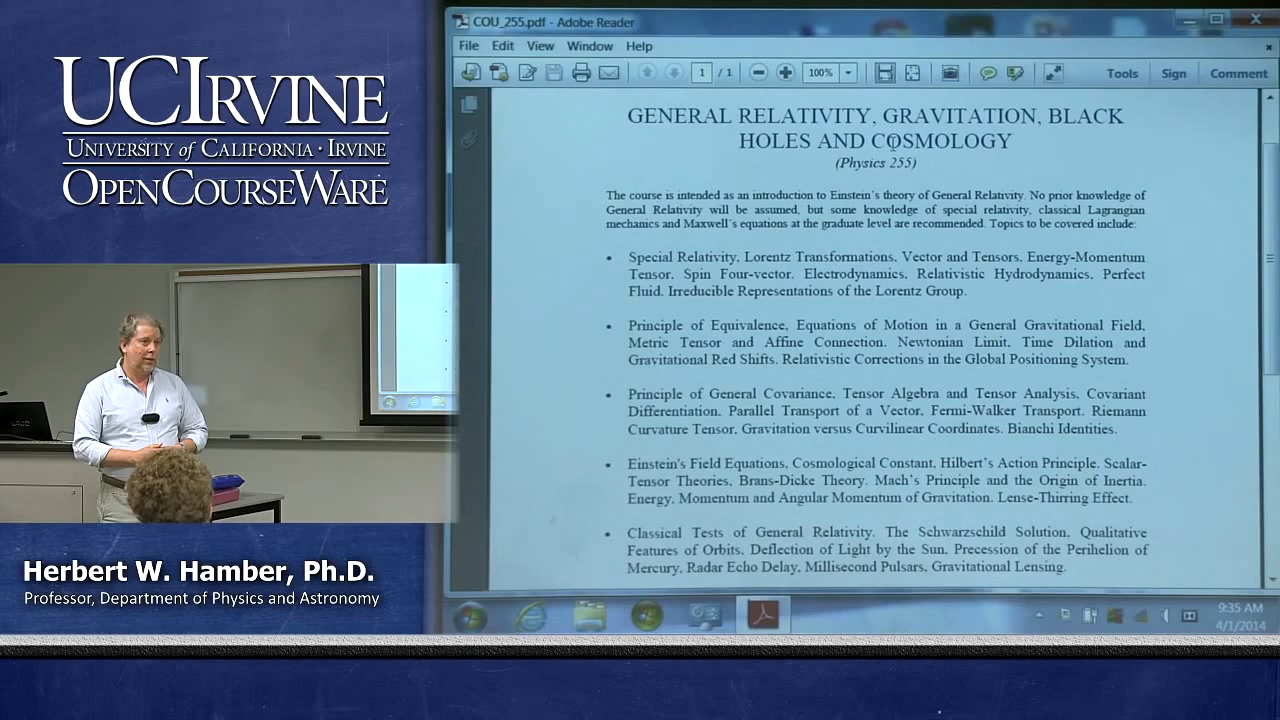 UCIRVINE
UNIVERSITY of CALIFORNIA · IRVINE
OPENCOURSEWARE
Herbert W. Hamber, Ph.D.
Professor, Department of Physics and Astronomy
COU_255.pdf - Adobe Reader
File Edit View Window Help
1 / 1 100% Tools Sign Comment
GENERAL RELATIVITY, GRAVITATION, BLACK
HOLES AND COSMOLOGY
(Physics 255)
The course is intended as an introduction to Einstein's theory of General Relativity. No prior knowledge of
General Relativity will be assumed, but some knowledge of special relativity, classical Lagrangian
mechanics and Maxwell's equations at the graduate level are recommended. Topics to be covered include:
• Special Relativity, Lorentz Transformations, Vector and Tensors, Energy-Momentum
Tensor, Spin Four-vector. Electrodynamics, Relativistic Hydrodynamics, Perfect
Fluid. Irreducible Representations of the Lorentz Group.
• Principle of Equivalence, Equations of Motion in a General Gravitational Field,
Metric Tensor and Affine Connection. Newtonian Limit, Time Dilation and
Gravitational Red Shifts. Relativistic Corrections in the Global Positioning System.
• Principle of General Covariance, Tensor Algebra and Tensor Analysis, Covariant
Differentiation. Parallel Transport of a Vector, Fermi-Walker Transport. Riemann
Curvature Tensor, Gravitation versus Curvilinear Coordinates. Bianchi Identities.
• Einstein's Field Equations, Cosmological Constant, Hilbert's Action Principle. Scalar-
Tensor Theories, Brans-Dicke Theory. Mach's Principle and the Origin of Inertia.
Energy, Momentum and Angular Momentum of Gravitation. Lense-Thirring Effect.
• Classical Tests of General Relativity. The Schwarzschild Solution, Qualitative
Features of Orbits, Deflection of Light by the Sun, Precession of the Perihelion of
Mercury, Radar Echo Delay, Millisecond Pulsars, Gravitational Lensing.
9:35 AM
4/1/2014